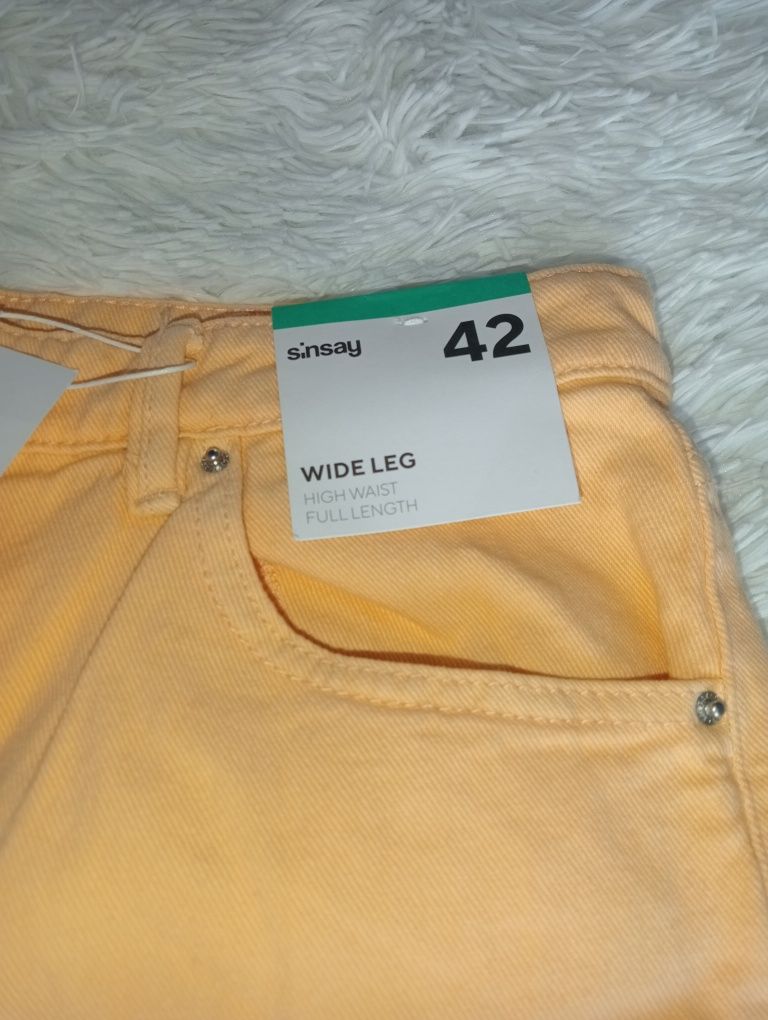 sinsay 42
WIDE LEG
HIGH WAIST
FULL LENGTH